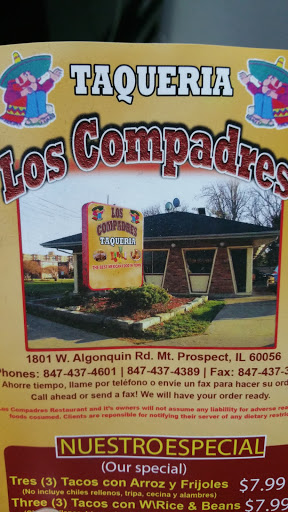 TAQUERIA
Los Compadres
LOS
COMPADRES
TAQUERIA
1801 W. Algonquin Rd. Mt. Prospect, IL 60056
Phones: 847-437-4601 | 847-437-4389 | Fax: 847-437-3
Ahorre tiempo, llame por teléfono o envie un fax para hacer su ord
Call ahead or send a fax! We will have your order ready.
Los Compadres Restaurant and it's owners will not assume any liability for adverse rea
foods cosumed. Clients are reponsible for notifying their server of any dietary restric
NUESTROESPECIAL
(Our special)
Tres (3) Tacos con Arroz y Frijoles $7.99
(No incluye chiles rellenos, tripa, cecina y alambres)
Three (3) Tacos con W\Rice & Beans $7.99